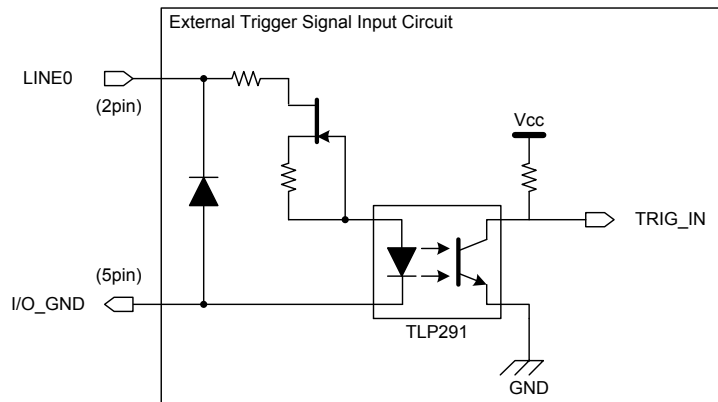 External Trigger Signal Input Circuit
LINE0
(2pin)
Vcc
TRIG_IN
(5pin)
I/O_GND
TLP291
GND